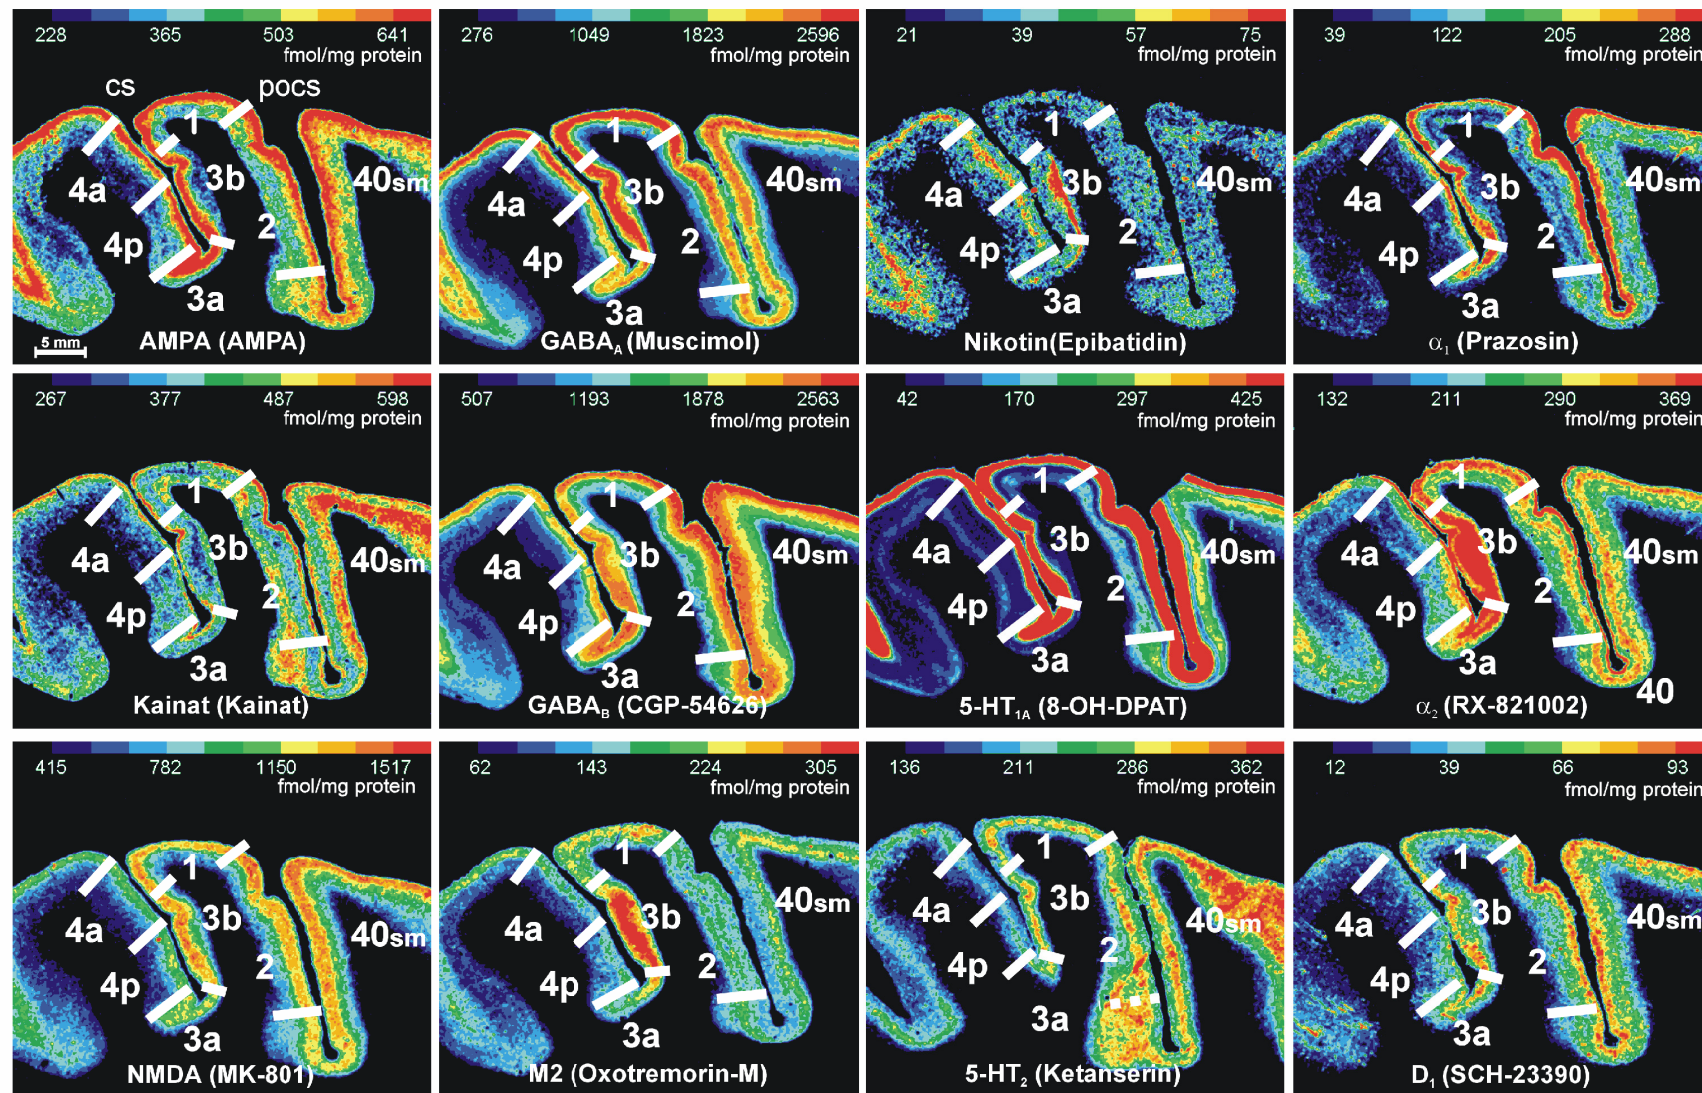 228 365 503 641
fmol/mg protein
cs pocs
1
3b
4a
40sm
4p
2
3a
5 mm
AMPA (AMPA)
276 1049 1823 2596
fmol/mg protein
1
3b
4a
40sm
4p
2
3a
GABAA (Muscimol)
21 39 57 75
fmol/mg protein
1
3b
4a
40sm
4p
2
3a
Nikotin(Epibatidin)
39 122 205 288
fmol/mg protein
1
3b
4a
40sm
4p
2
3a
α1 (Prazosin)
267 377 487 598
fmol/mg protein
1
3b
4a
40sm
4p
2
3a
Kainat (Kainat)
507 1193 1878 2563
fmol/mg protein
1
3b
4a
40sm
4p
2
3a
GABAB (CGP-54626)
42 170 297 425
fmol/mg protein
1
3b
4a
40sm
4p
2
3a
5-HT1A (8-OH-DPAT)
132 211 290 369
fmol/mg protein
1
3b
4a
40sm
4p
2
3a
40
α2 (RX-821002)
415 782 1150 1517
fmol/mg protein
1
3b
4a
40sm
4p
2
3a
NMDA (MK-801)
62 143 224 305
fmol/mg protein
1
3b
4a
40sm
4p
2
3a
M2 (Oxotremorin-M)
136 211 286 362
fmol/mg protein
1
3b
4a
40sm
4p
2
3a
5-HT2 (Ketanserin)
12 39 66 93
fmol/mg protein
1
3b
4a
40sm
4p
2
3a
D1 (SCH-23390)